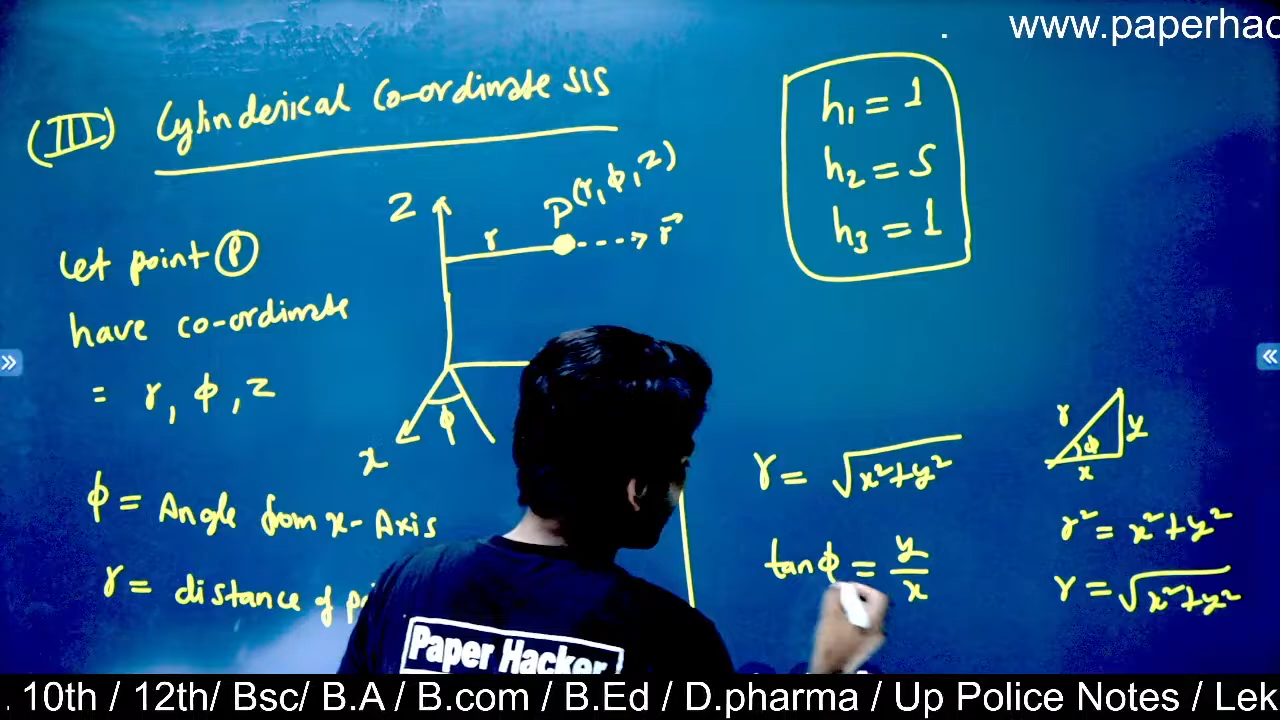 . www.paperhac
(III) Cylinderical Co-ordinate sis
h₁ = 1
h₂ = S
h₃ = 1
Z
P(r, φ, z)
r
r⃗
Let point Ⓟ
have co-ordinate
= r, φ, z
φ
x
φ = Angle from x-Axis
r = distance of
r = √x²+y²
tanφ = y/x
r
φ
y
x
r² = x²+y²
r = √x²+y²
Paper Hacker
. 10th / 12th/ Bsc/ B.A / B.com / B.Ed / D.pharma / Up Police Notes / Lek